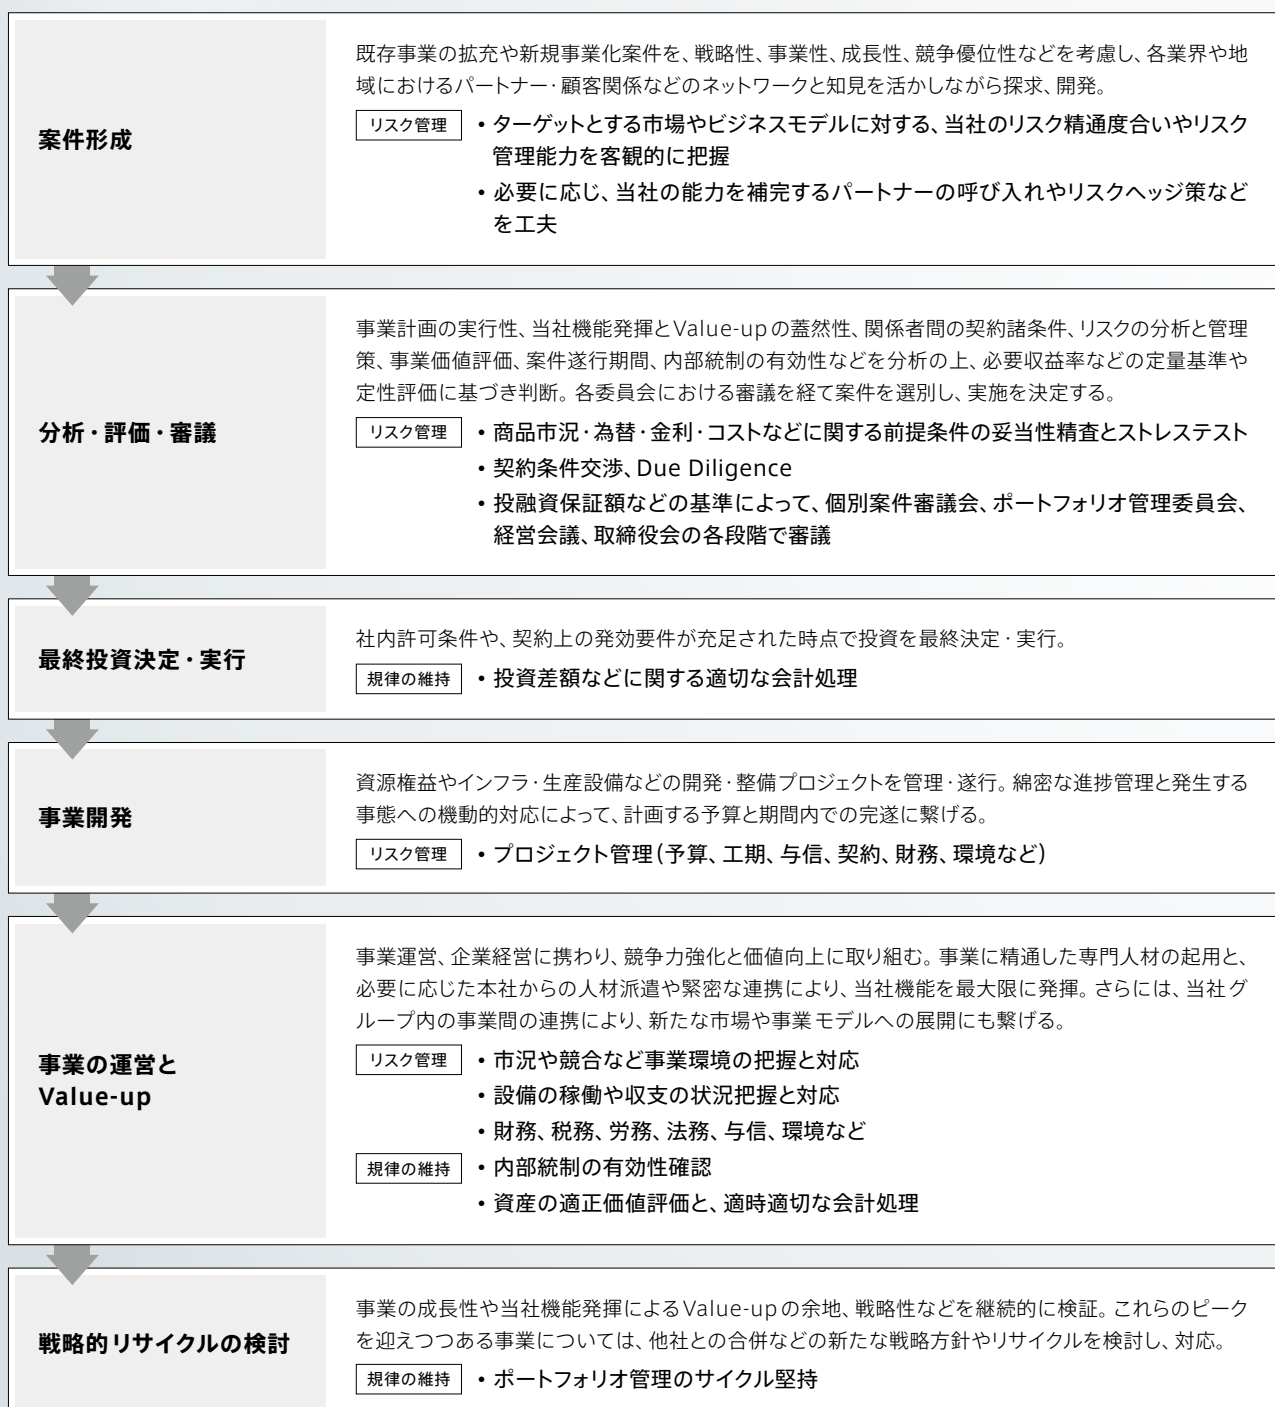 案件形成
既存事業の拡充や新規事業化案件を、戦略性、事業性、成長性、競争優位性などを考慮し、各業界や地
域におけるパートナー・顧客関係などのネットワークと知見を活かしながら探求、開発。
リスク管理 • ターゲットとする市場やビジネスモデルに対する、当社のリスク精通度合いやリスク
管理能力を客観的に把握
• 必要に応じ、当社の能力を補完するパートナーの呼び入れやリスクヘッジ策など
を工夫
分析・評価・審議
事業計画の実行性、当社機能発揮とValue-upの蓋然性、関係者間の契約諸条件、リスクの分析と管理
策、事業価値評価、案件遂行期間、内部統制の有効性などを分析の上、必要収益率などの定量基準や
定性評価に基づき判断。各委員会における審議を経て案件を選別し、実施を決定する。
リスク管理 • 商品市況・為替・金利・コストなどに関する前提条件の妥当性精査とストレステスト
• 契約条件交渉、Due Diligence
• 投融資保証額などの基準によって、個別案件審議会、ポートフォリオ管理委員会、
経営会議、取締役会の各段階で審議
最終投資決定・実行
社内許可条件や、契約上の発効要件が充足された時点で投資を最終決定・実行。
規律の維持 • 投資差額などに関する適切な会計処理
事業開発
資源権益やインフラ・生産設備などの開発・整備プロジェクトを管理・遂行。綿密な進捗管理と発生する
事態への機動的対応によって、計画する予算と期間内での完遂に繋げる。
リスク管理 • プロジェクト管理（予算、工期、与信、契約、財務、環境など）
事業の運営と
Value-up
事業運営、企業経営に携わり、競争力強化と価値向上に取り組む。事業に精通した専門人材の起用と、
必要に応じた本社からの人材派遣や緊密な連携により、当社機能を最大限に発揮。さらには、当社グ
ループ内の事業間の連携により、新たな市場や事業モデルへの展開にも繋げる。
リスク管理 • 市況や競合など事業環境の把握と対応
• 設備の稼働や収支の状況把握と対応
• 財務、税務、労務、法務、与信、環境など
規律の維持 • 内部統制の有効性確認
• 資産の適正価値評価と、適時適切な会計処理
戦略的リサイクルの検討
事業の成長性や当社機能発揮によるValue-upの余地、戦略性などを継続的に検証。これらのピーク
を迎えつつある事業については、他社との合併などの新たな戦略方針やリサイクルを検討し、対応。
規律の維持 • ポートフォリオ管理のサイクル堅持